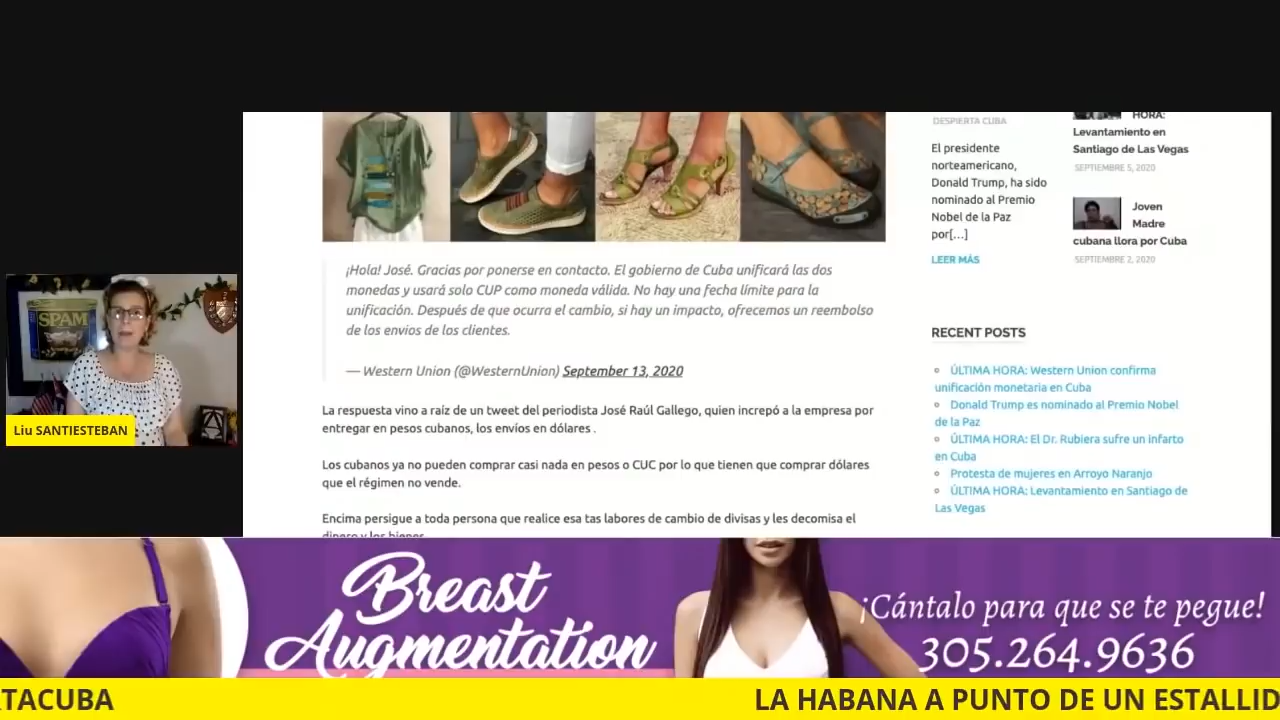 SPAM
Liu SANTIESTEBAN
¡Hola! José. Gracias por ponerse en contacto. El gobierno de Cuba unificará las dos
monedas y usará solo CUP como moneda válida. No hay una fecha límite para la
unificación. Después de que ocurra el cambio, si hay un impacto, ofrecemos un reembolso
de los envios de los clientes.
— Western Union (@WesternUnion) September 13, 2020
La respuesta vino a raíz de un tweet del periodista José Raúl Gallego, quien increpó a la empresa por
entregar en pesos cubanos, los envíos en dólares .
Los cubanos ya no pueden comprar casi nada en pesos o CUC por lo que tienen que comprar dólares
que el régimen no vende.
Encima persigue a toda persona que realice esa tas labores de cambio de divisas y les decomisa el
dinero y los bienes
DESPIERTA CUBA
El presidente
norteamericano,
Donald Trump, ha sido
nominado al Premio
Nobel de la Paz
por[...]
LEER MÁS
HORA:
Levantamiento en
Santiago de Las Vegas
SEPTIEMBRE 5, 2020
Joven
Madre
cubana llora por Cuba
SEPTIEMBRE 2, 2020
RECENT POSTS
ÚLTIMA HORA: Western Union confirma
unificación monetaria en Cuba
Donald Trump es nominado al Premio Nobel
de la Paz
ÚLTIMA HORA: El Dr. Rubiera sufre un infarto
en Cuba
Protesta de mujeres en Arroyo Naranjo
ÚLTIMA HORA: Levantamiento en Santiago de
Las Vegas
Breast
Augmentation
¡Cántalo para que se te pegue!
305.264.9636
TACUBA
LA HABANA A PUNTO DE UN ESTALLID